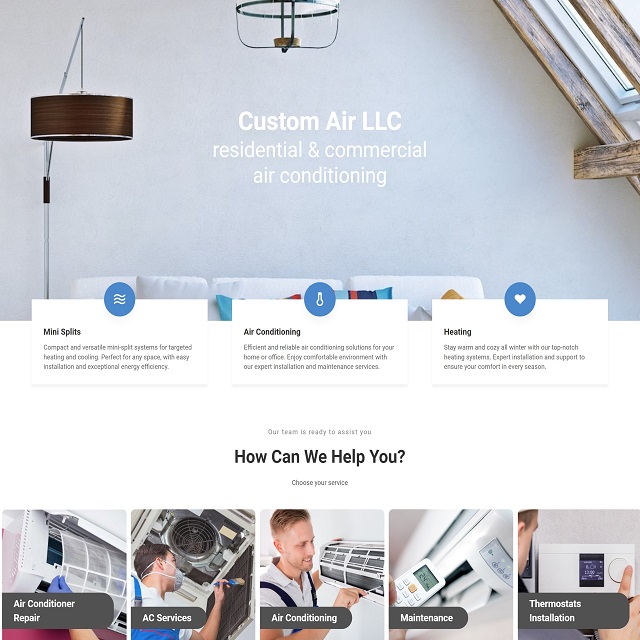 Custom Air LLC
residential & commercial
air conditioning
Mini Splits
Compact and versatile mini-split systems for targeted
heating and cooling. Perfect for any space, with easy
installation and exceptional energy efficiency.
Air Conditioning
Efficient and reliable air conditioning solutions for your
home or office. Enjoy comfortable environment with
our expert installation and maintenance services.
Heating
Stay warm and cozy all winter with our top-notch
heating systems. Expert installation and support to
ensure your comfort in every season.
Our team is ready to assist you
How Can We Help You?
Choose your service
Air Conditioner
Repair
AC Services
Air Conditioning
Maintenance
Thermostats
Installation